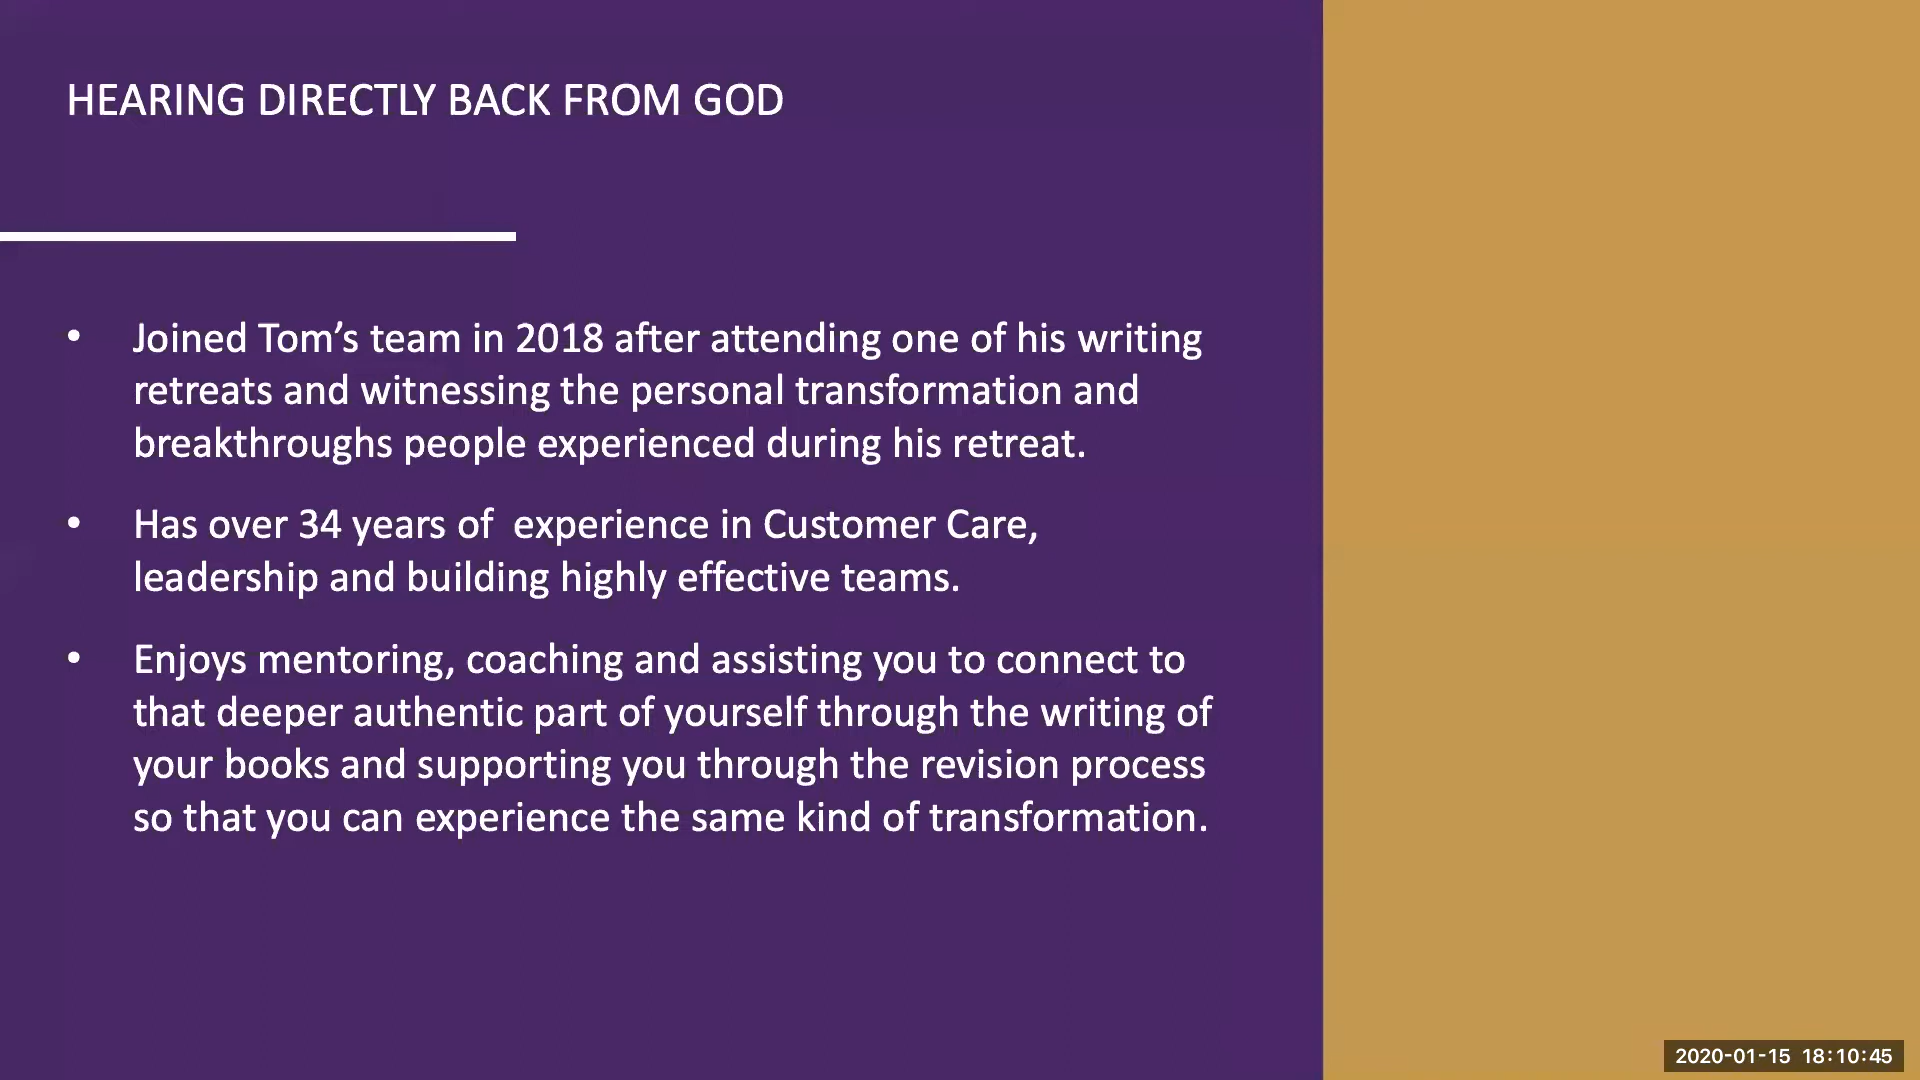 HEARING DIRECTLY BACK FROM GOD
• Joined Tom’s team in 2018 after attending one of his writing
retreats and witnessing the personal transformation and
breakthroughs people experienced during his retreat.
• Has over 34 years of  experience in Customer Care,
leadership and building highly effective teams.
• Enjoys mentoring, coaching and assisting you to connect to
that deeper authentic part of yourself through the writing of
your books and supporting you through the revision process
so that you can experience the same kind of transformation.
2020-01-15 18:10:45